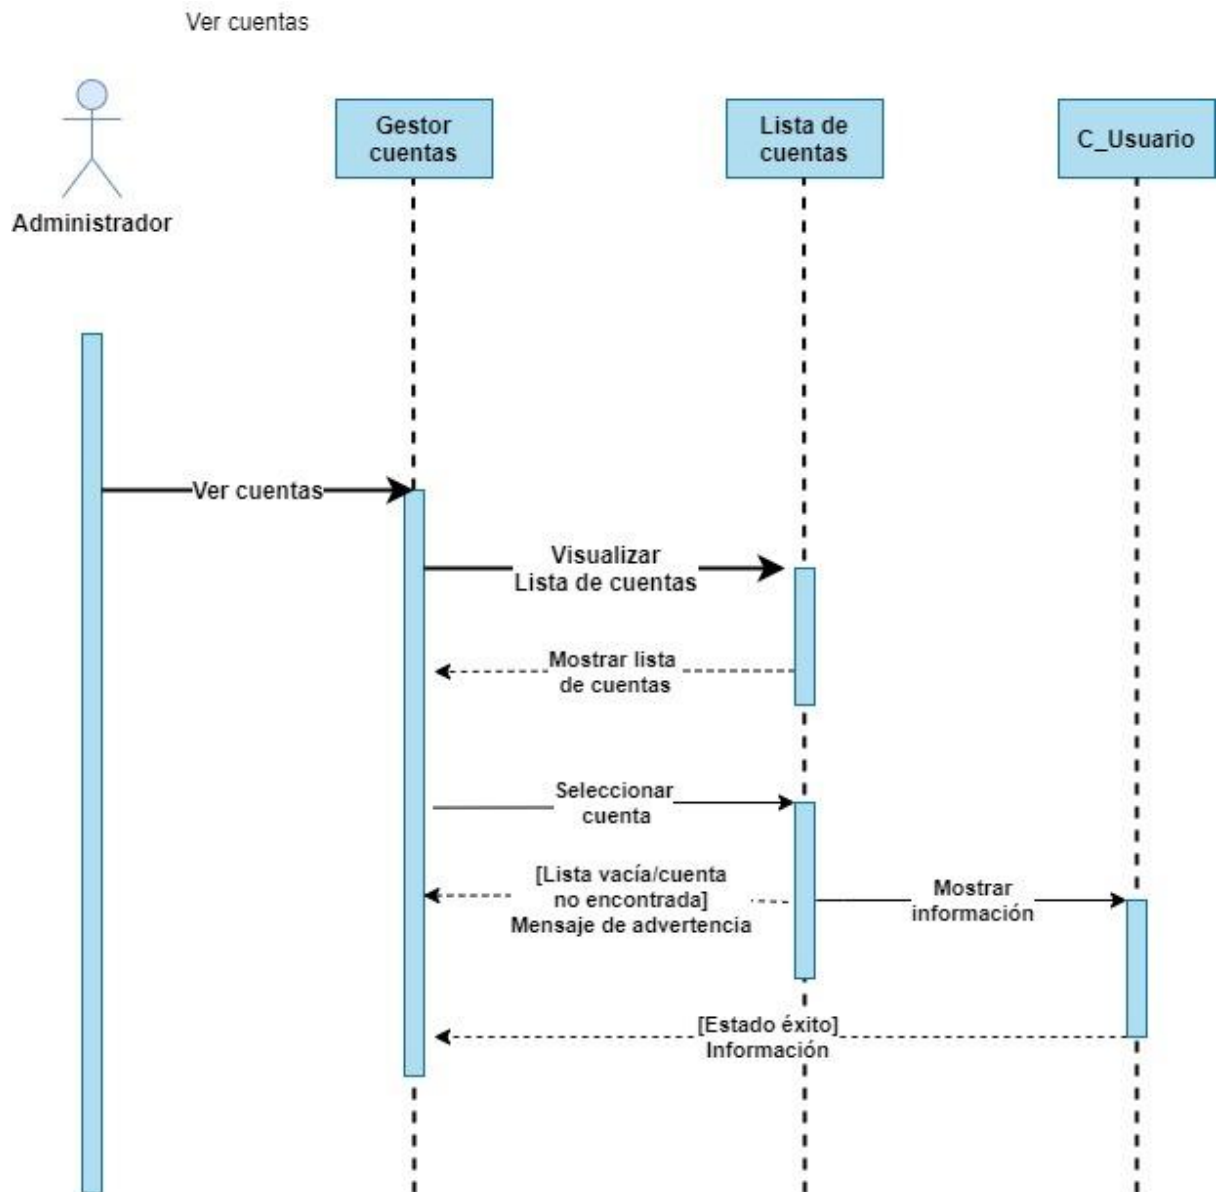 Ver cuentas
Administrador
Gestor
cuentas
Lista de
cuentas
C_Usuario
Ver cuentas
Visualizar
Lista de cuentas
Mostrar lista
de cuentas
Seleccionar
cuenta
[Lista vacía/cuenta
no encontrada]
Mensaje de advertencia
Mostrar
información
[Estado éxito]
Información